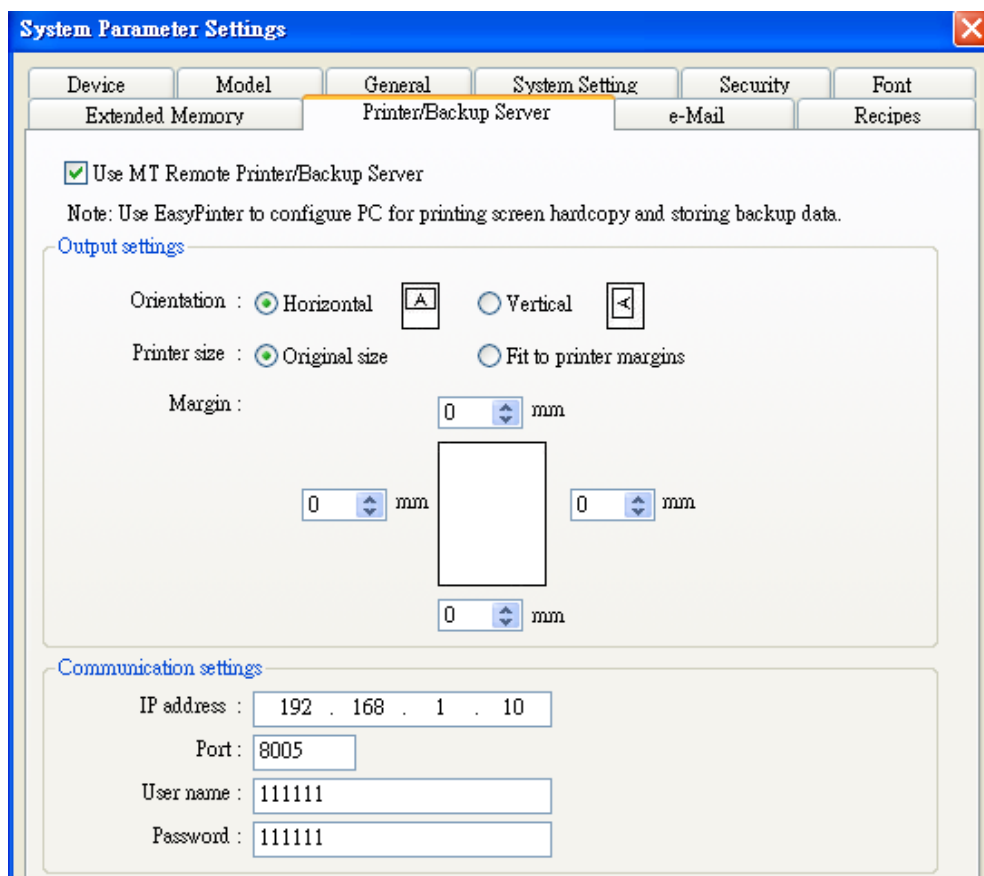 System Parameter Settings
Device Model General System Setting Security Font
Extended Memory Printer/Backup Server e-Mail Recipes
Use MT Remote Printer/Backup Server
Note: Use EasyPinter to configure PC for printing screen hardcopy and storing backup data.
Output settings
Orientation : Horizontal A Vertical A
Printer size : Original size Fit to printer margins
Margin : 0 mm
0 mm 0 mm
0 mm
Communication settings
IP address : 192 . 168 . 1 . 10
Port : 8005
User name : 111111
Password : 111111